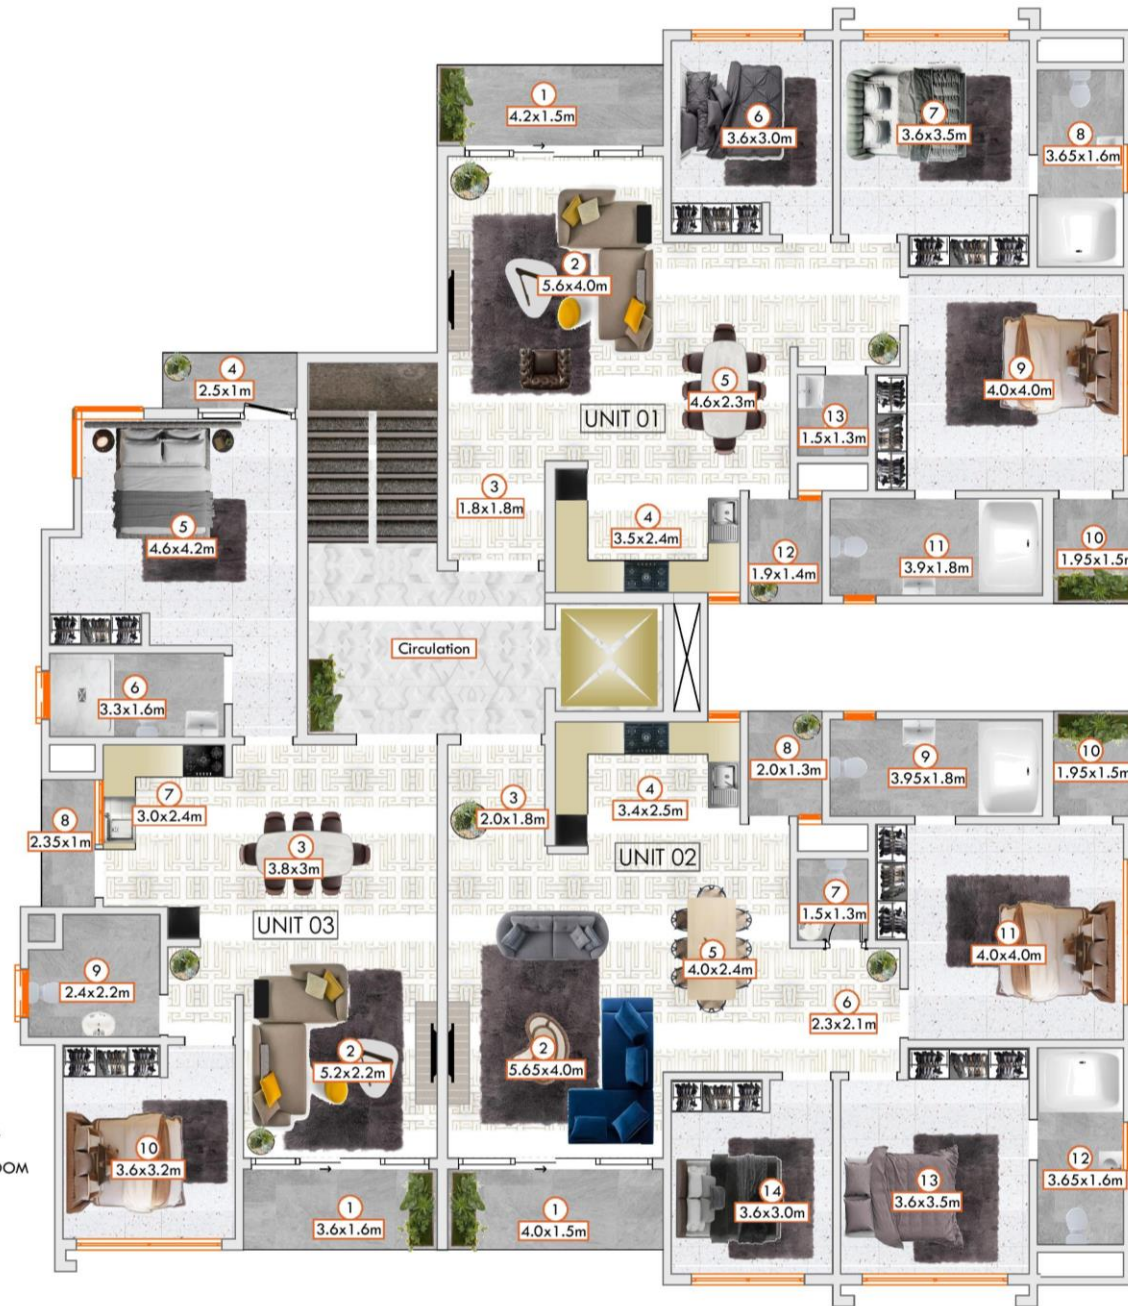 1
4.2x1.5m
6
3.6x3.0m
7
3.6x3.5m
8
3.65x1.6m
2
5.6x4.0m
4
2.5x1m
5
4.6x2.3m
UNIT 01
9
4.0x4.0m
13
1.5x1.3m
3
1.8x1.8m
4
3.5x2.4m
5
4.6x4.2m
12
1.9x1.4m
11
3.9x1.8m
10
1.95x1.5m
Circulation
6
3.3x1.6m
8
2.0x1.3m
9
3.95x1.8m
10
1.95x1.5m
7
3.0x2.4m
3
2.0x1.8m
4
3.4x2.5m
8
2.35x1m
3
3.8x3m
UNIT 02
7
1.5x1.3m
UNIT 03
5
4.0x2.4m
11
4.0x4.0m
9
2.4x2.2m
6
2.3x2.1m
2
5.2x2.2m
2
5.65x4.0m
10
3.6x3.2m
OOM
14
3.6x3.0m
13
3.6x3.5m
12
3.65x1.6m
1
3.6x1.6m
1
4.0x1.5m